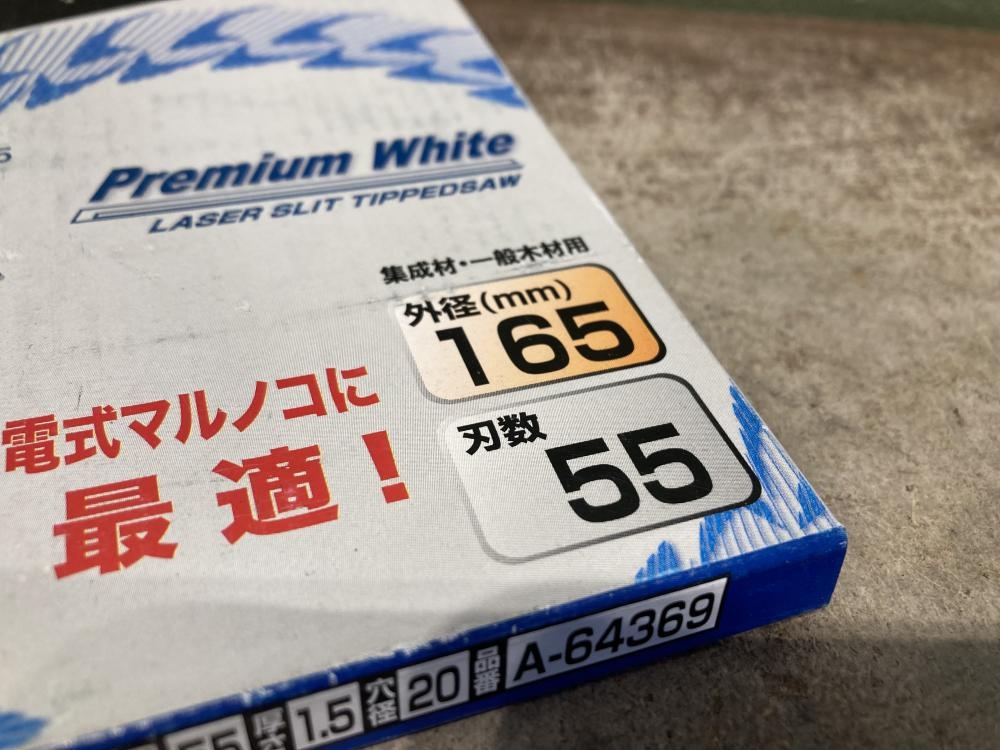 Premium White
LASER SLIT TIPPEDSAW
集成材・一般木材用
外径(mm)
165
電式マルノコに
最適!
刃数
55
55 厚 1.5 穴径 20 品番 A-64369